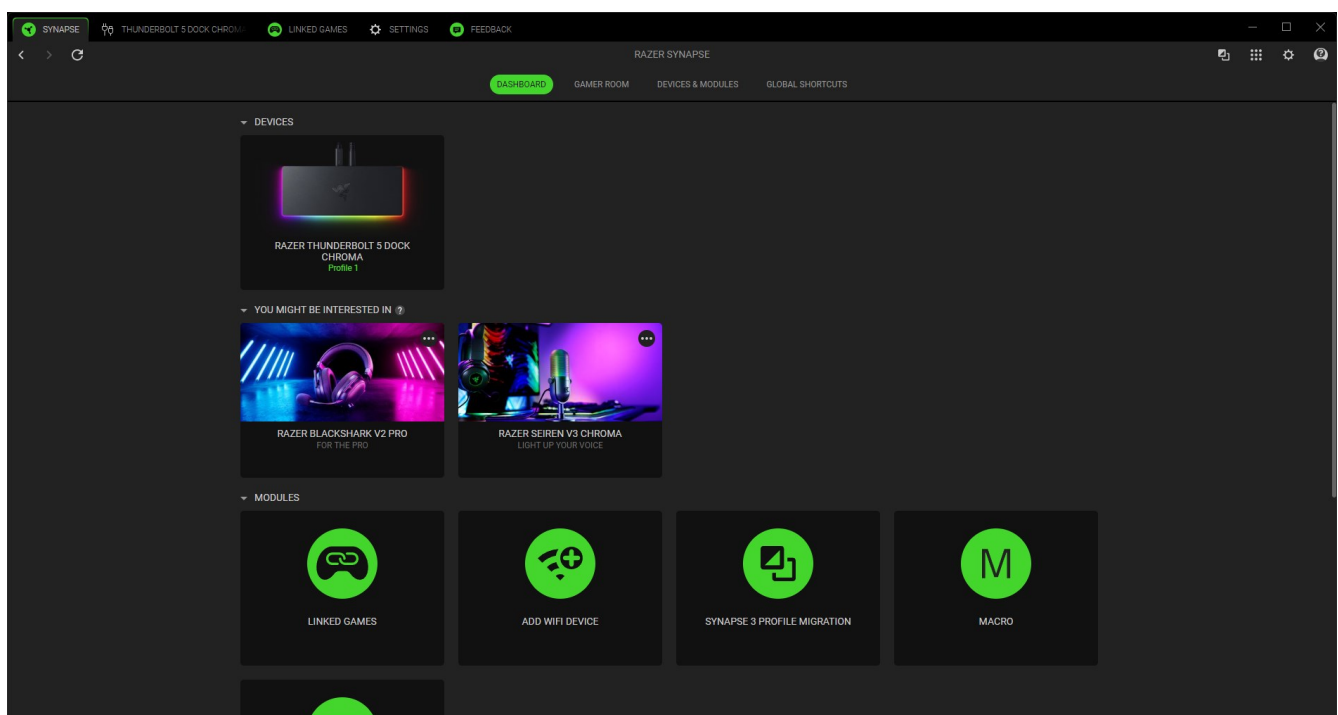 SYNAPSE
THUNDERBOLT 5 DOCK CHROMA
LINKED GAMES
SETTINGS
FEEDBACK
RAZER SYNAPSE
DASHBOARD
GAMER ROOM
DEVICES & MODULES
GLOBAL SHORTCUTS
DEVICES
RAZER THUNDERBOLT 5 DOCK
CHROMA
Profile 1
YOU MIGHT BE INTERESTED IN ?
RAZER BLACKSHARK V2 PRO
FOR THE PRO
RAZER SEIREN V3 CHROMA
LIGHT UP YOUR VOICE
MODULES
LINKED GAMES
ADD WIFI DEVICE
SYNAPSE 3 PROFILE MIGRATION
M
MACRO